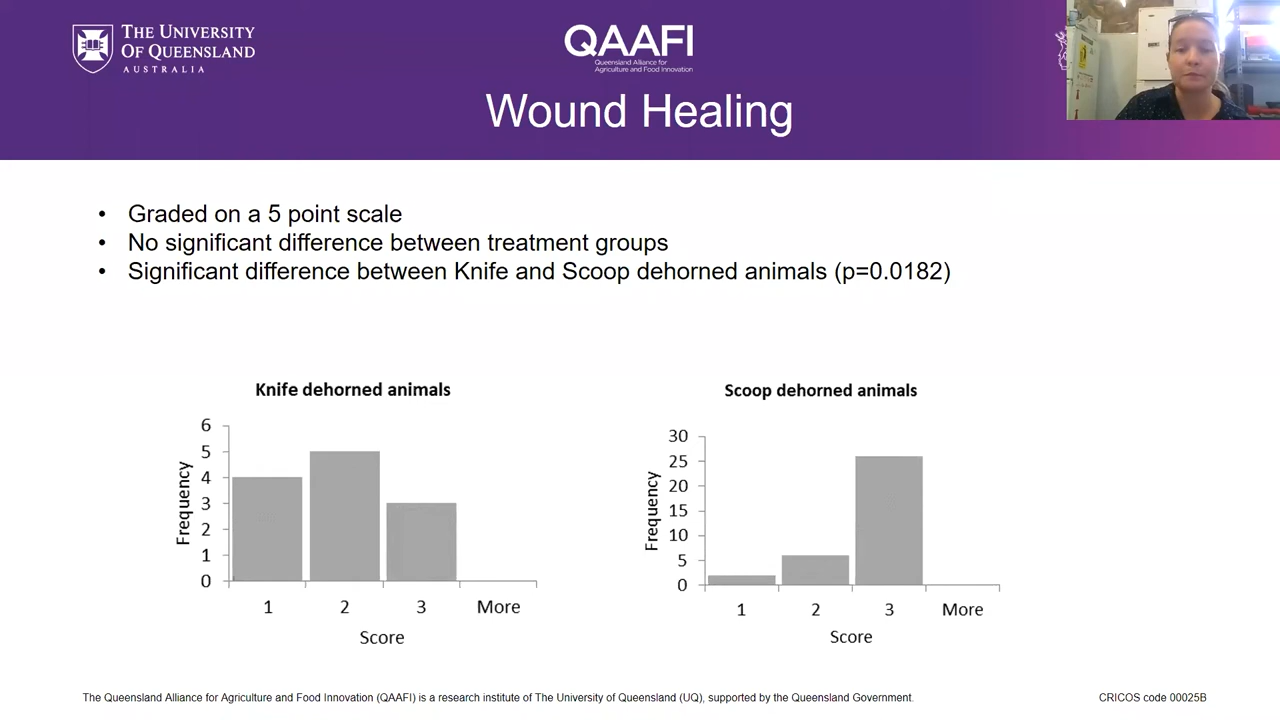 THE UNIVERSITY
OF QUEENSLAND
AUSTRALIA
QAAFI
Queensland Alliance for
Agriculture and Food Innovation
Wound Healing
• Graded on a 5 point scale
• No significant difference between treatment groups
• Significant difference between Knife and Scoop dehorned animals (p=0.0182)
Knife dehorned animals
Frequency
6
5
4
3
2
1
0
1 2 3 More
Score
Scoop dehorned animals
Frequency
30
25
20
15
10
5
0
1 2 3 More
Score
The Queensland Alliance for Agriculture and Food Innovation (QAAFI) is a research institute of The University of Queensland (UQ), supported by the Queensland Government.
CRICOS code 00025B